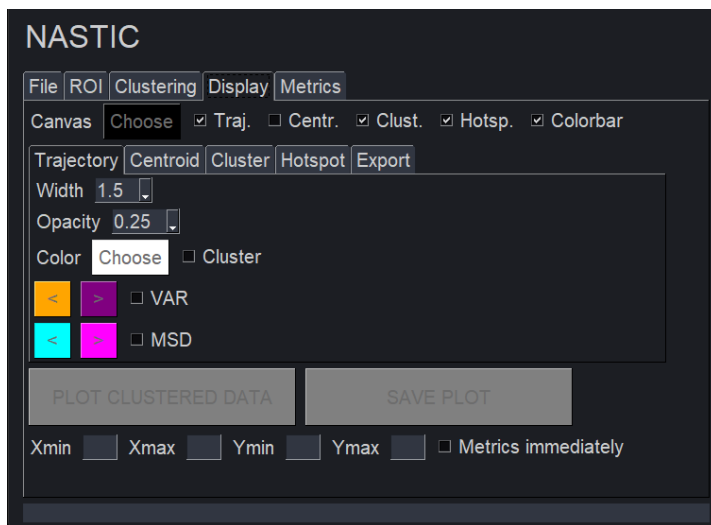 NASTIC
File ROI Clustering Display Metrics
Canvas Choose Traj. Centr. Clust. Hotsp. Colorbar
Trajectory Centroid Cluster Hotspot Export
Width 1.5
Opacity 0.25
Color Choose Cluster
< > VAR
< > MSD
PLOT CLUSTERED DATA SAVE PLOT
Xmin Xmax Ymin Ymax Metrics immediately